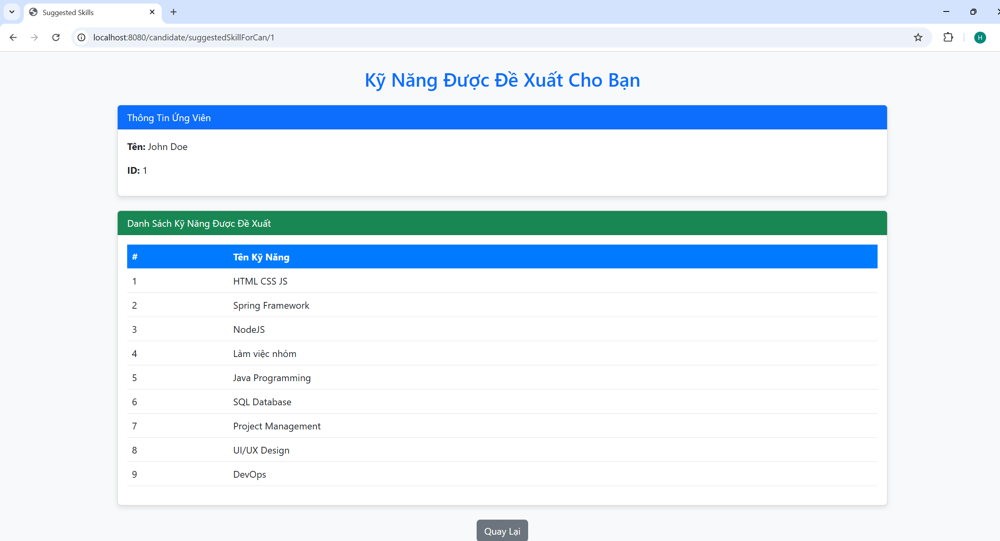 Suggested Skills
localhost:8080/candidate/suggestedSkillForCan/1
H
Kỹ Năng Được Đề Xuất Cho Bạn
Thông Tin Ứng Viên
Tên: John Doe
ID: 1
Danh Sách Kỹ Năng Được Đề Xuất
# Tên Kỹ Năng
1 HTML CSS JS
2 Spring Framework
3 NodeJS
4 Làm việc nhóm
5 Java Programming
6 SQL Database
7 Project Management
8 UI/UX Design
9 DevOps
Quay Lại